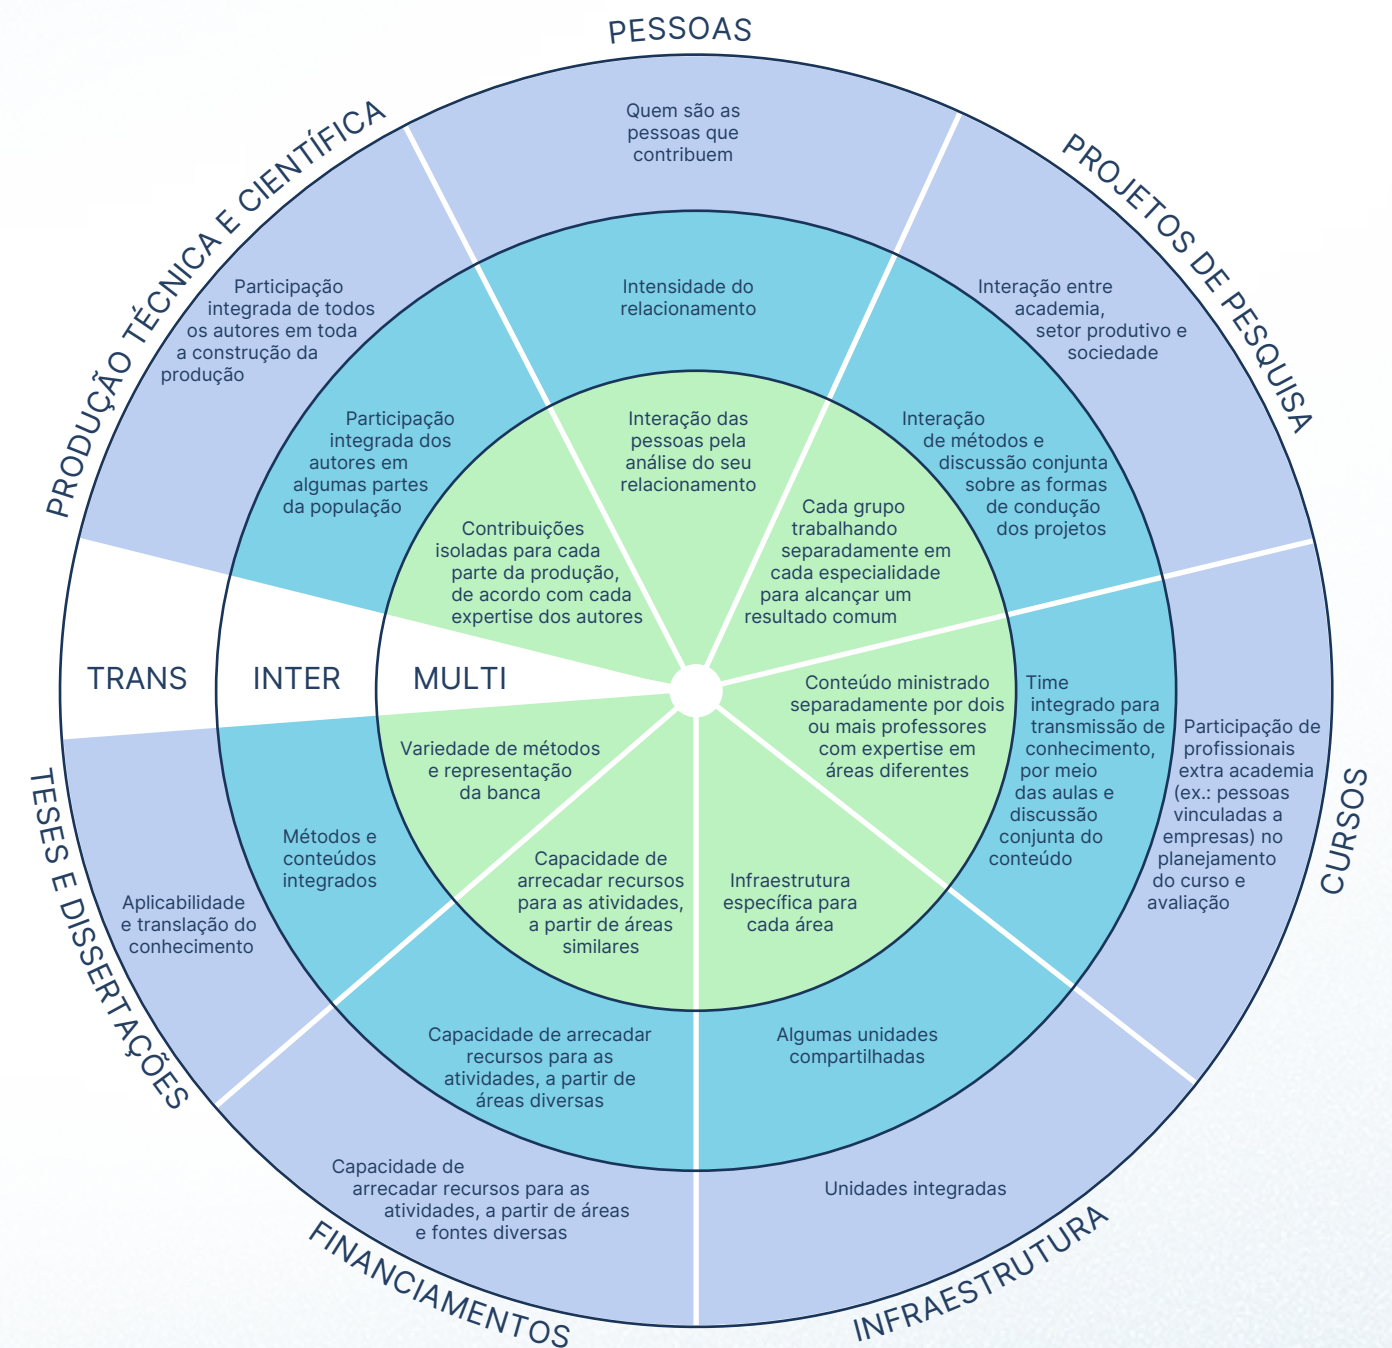 PESSOAS
Quem são as
pessoas que
contribuem
Intensidade do
relacionamento
Interação das
pessoas pela
análise do seu
relacionamento
PROJETOS DE PESQUISA
Interação entre
academia,
setor produtivo e
sociedade
Interação
de métodos e
discussão conjunta
sobre as formas
de condução
dos projetos
Cada grupo
trabalhando
separadamente em
cada especialidade
para alcançar um
resultado comum
CURSOS
Participação de
profissionais
extra academia
(ex.: pessoas
vinculadas a
empresas) no
planejamento
do curso e
avaliação
Time
integrado para
transmissão de
conhecimento,
por meio
das aulas e
discussão
conjunta do
conteúdo
Conteúdo ministrado
separadamente por dois
ou mais professores
com expertise em
áreas diferentes
INFRAESTRUTURA
Unidades integradas
Algumas unidades
compartilhadas
Infraestrutura
específica para
cada área
FINANCIAMENTOS
Capacidade de
arrecadar recursos para as
atividades, a partir de áreas
e fontes diversas
Capacidade de arrecadar
recursos para as
atividades, a partir de
áreas diversas
Capacidade de
arrecadar recursos
para as atividades,
a partir de áreas
similares
TESES E DISSERTAÇÕES
Aplicabilidade
e translação do
conhecimento
Métodos e
conteúdos
integrados
Variedade de métodos
e representação
da banca
TRANS
INTER
MULTI
PRODUÇÃO TÉCNICA E CIENTÍFICA
Participação
integrada de todos
os autores em toda
a construção da
produção
Participação
integrada dos
autores em
algumas partes
da população
Contribuições
isoladas para cada
parte da produção,
de acordo com cada
expertise dos autores